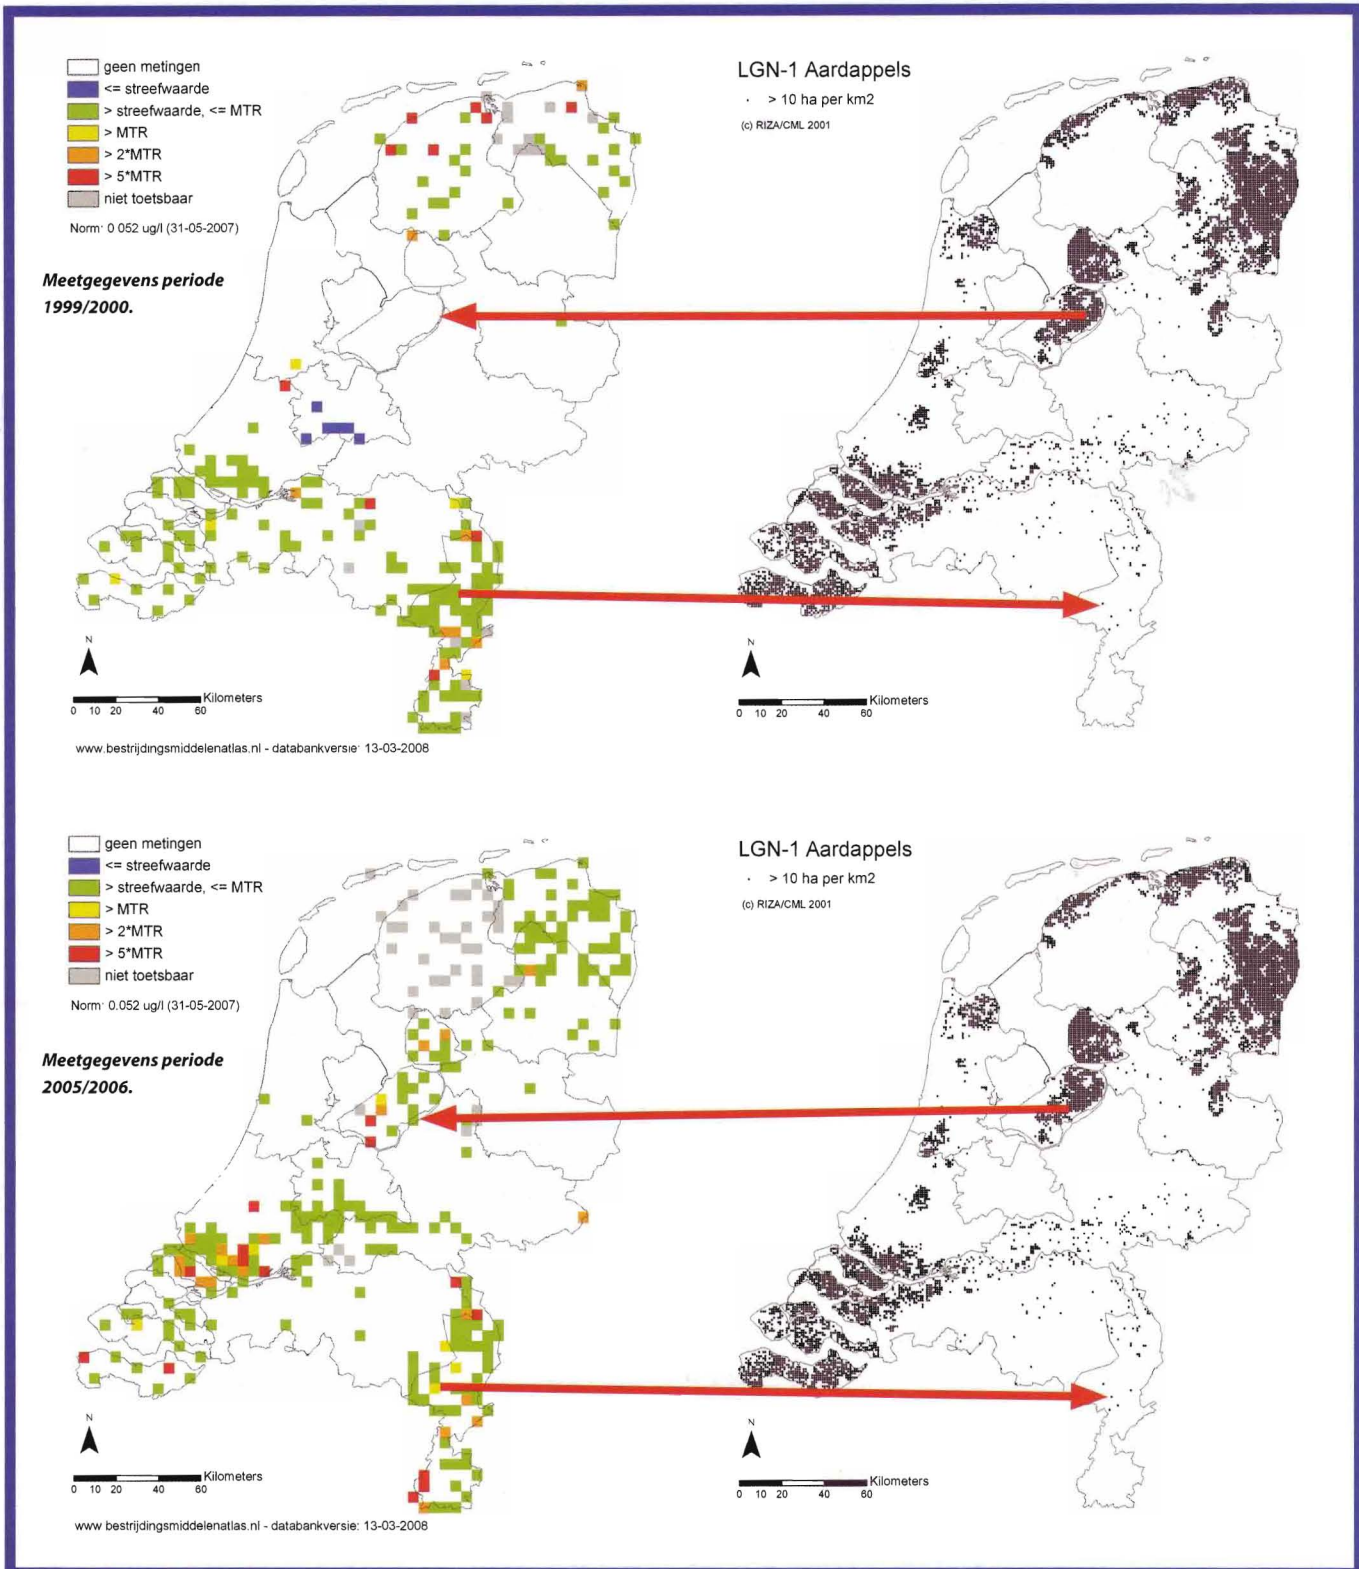 geen metingen
<= streefwaarde
> streefwaarde, <= MTR
> MTR
> 2*MTR
> 5*MTR
niet toetsbaar
Norm· 0 052 ug/l (31-05-2007)
Meetgegevens periode
1999/2000.
N
Kilometers
0 10 20 40 60
www.bestrijdingsmiddelenatlas.nl - databankversie· 13-03-2008
LGN-1 Aardappels
· > 10 ha per km2
(c) RIZA/CML 2001
N
Kilometers
0 10 20 40 60
geen metingen
<= streefwaarde
> streefwaarde, <= MTR
> MTR
> 2*MTR
> 5*MTR
niet toetsbaar
Norm· 0.052 ug/l (31-05-2007)
Meetgegevens periode
2005/2006.
N
Kilometers
0 10 20 40 60
www bestrijdingsmiddelenatlas.nl - databankversie: 13-03-2008
LGN-1 Aardappels
· > 10 ha per km2
(c) RIZA/CML 2001
N
Kilometers
0 10 20 40 60